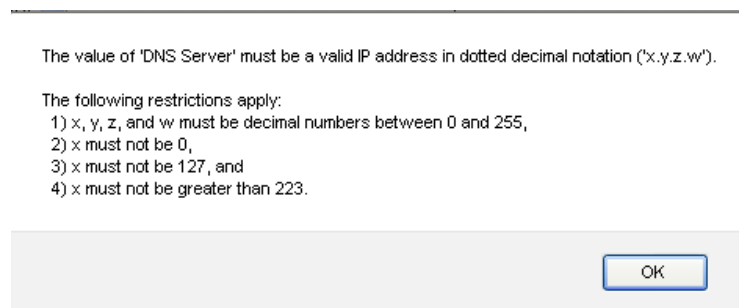 The value of 'DNS Server' must be a valid IP address in dotted decimal notation ('x.y.z.w').
The following restrictions apply:
1) x, y, z, and w must be decimal numbers between 0 and 255,
2) x must not be 0,
3) x must not be 127, and
4) x must not be greater than 223.
OK